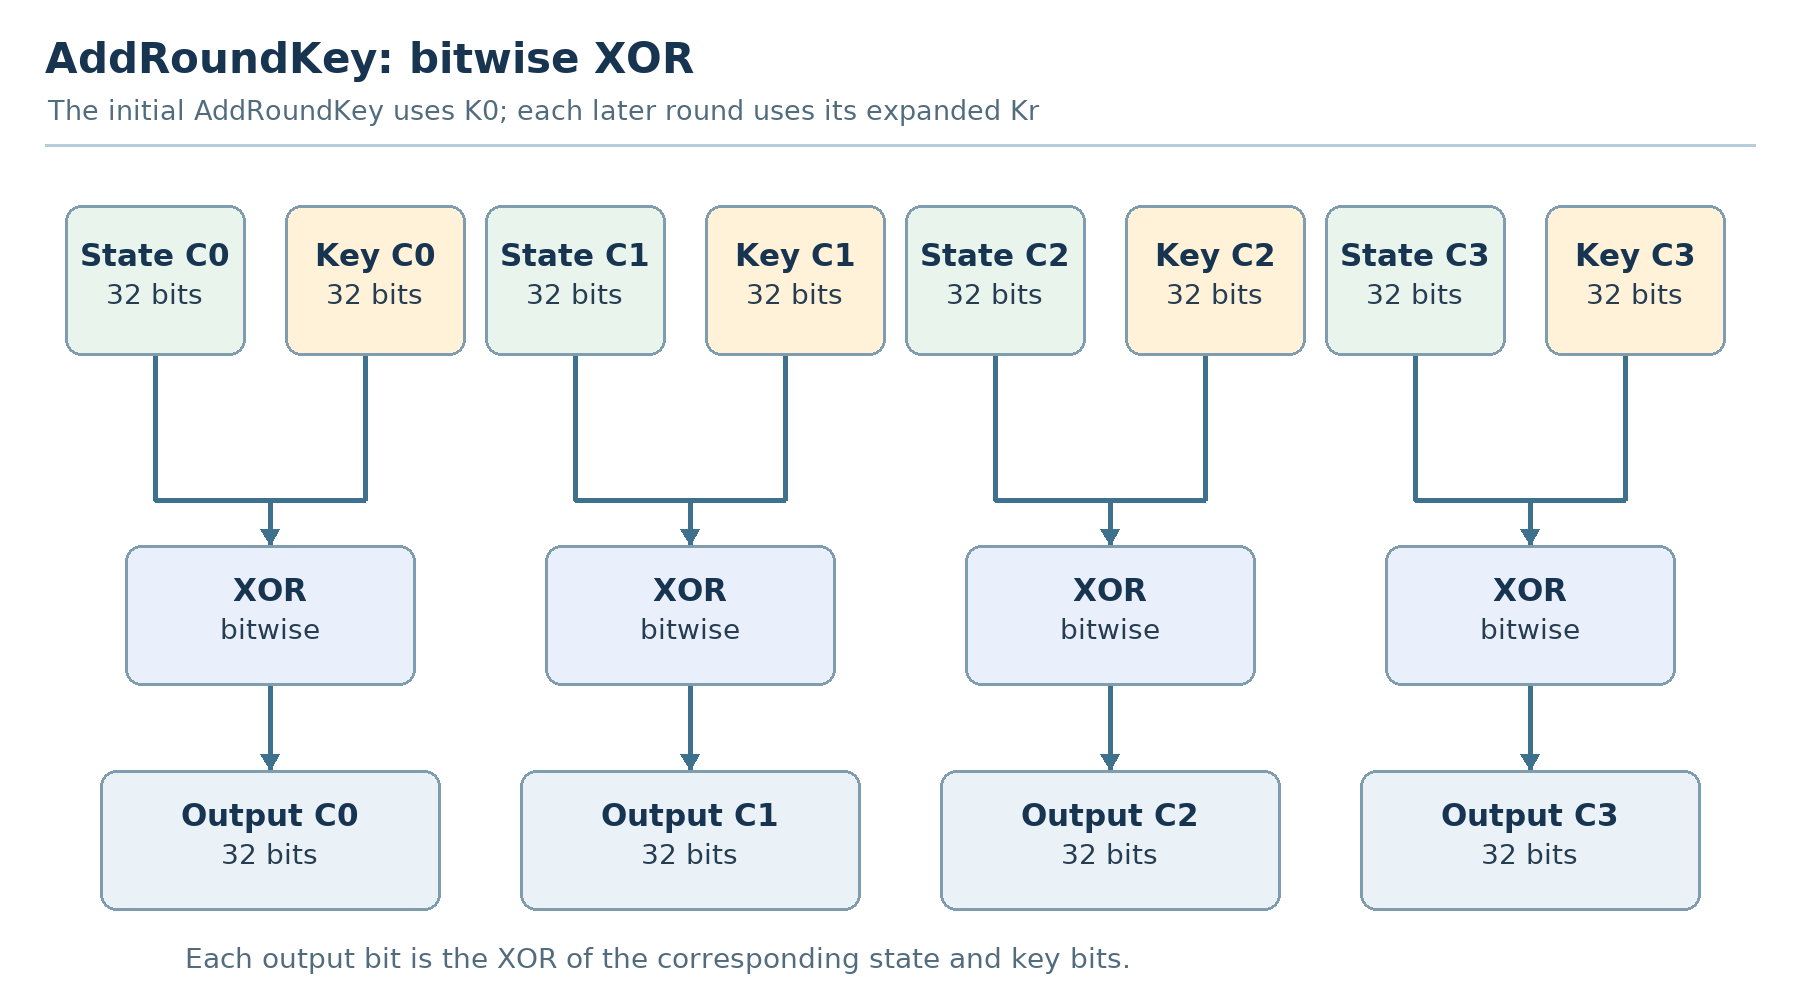 AddRoundKey: bitwise XOR
The initial AddRoundKey uses K0; each later round uses its expanded Kr
State C0
32 bits
Key C0
32 bits
State C1
32 bits
Key C1
32 bits
State C2
32 bits
Key C2
32 bits
State C3
32 bits
Key C3
32 bits
XOR
bitwise
XOR
bitwise
XOR
bitwise
XOR
bitwise
Output C0
32 bits
Output C1
32 bits
Output C2
32 bits
Output C3
32 bits
Each output bit is the XOR of the corresponding state and key bits.